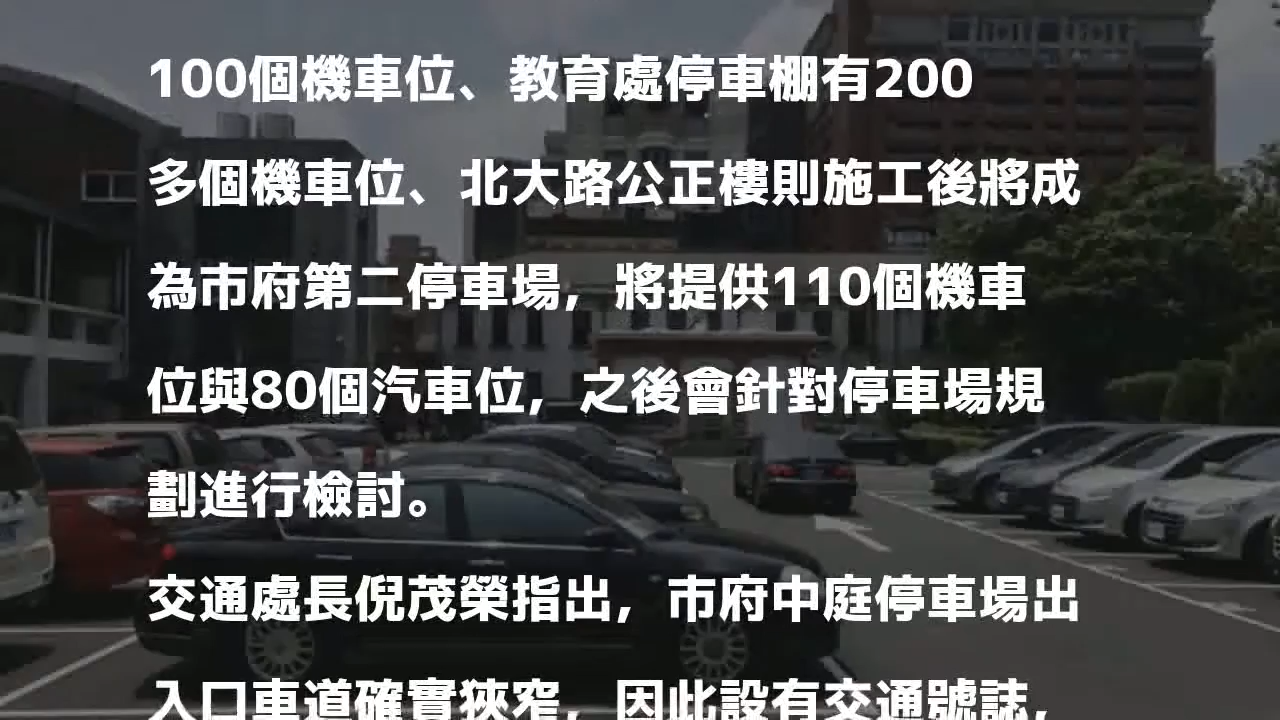 100個機車位、教育處停車棚有200
多個機車位、北大路公正樓則施工後將成
為市府第二停車場，將提供110個機車
位與80個汽車位，之後會針對停車場規
劃進行檢討。
交通處長倪茂榮指出，市府中庭停車場出
入口車道確實狹窄，因此設有交通號誌，